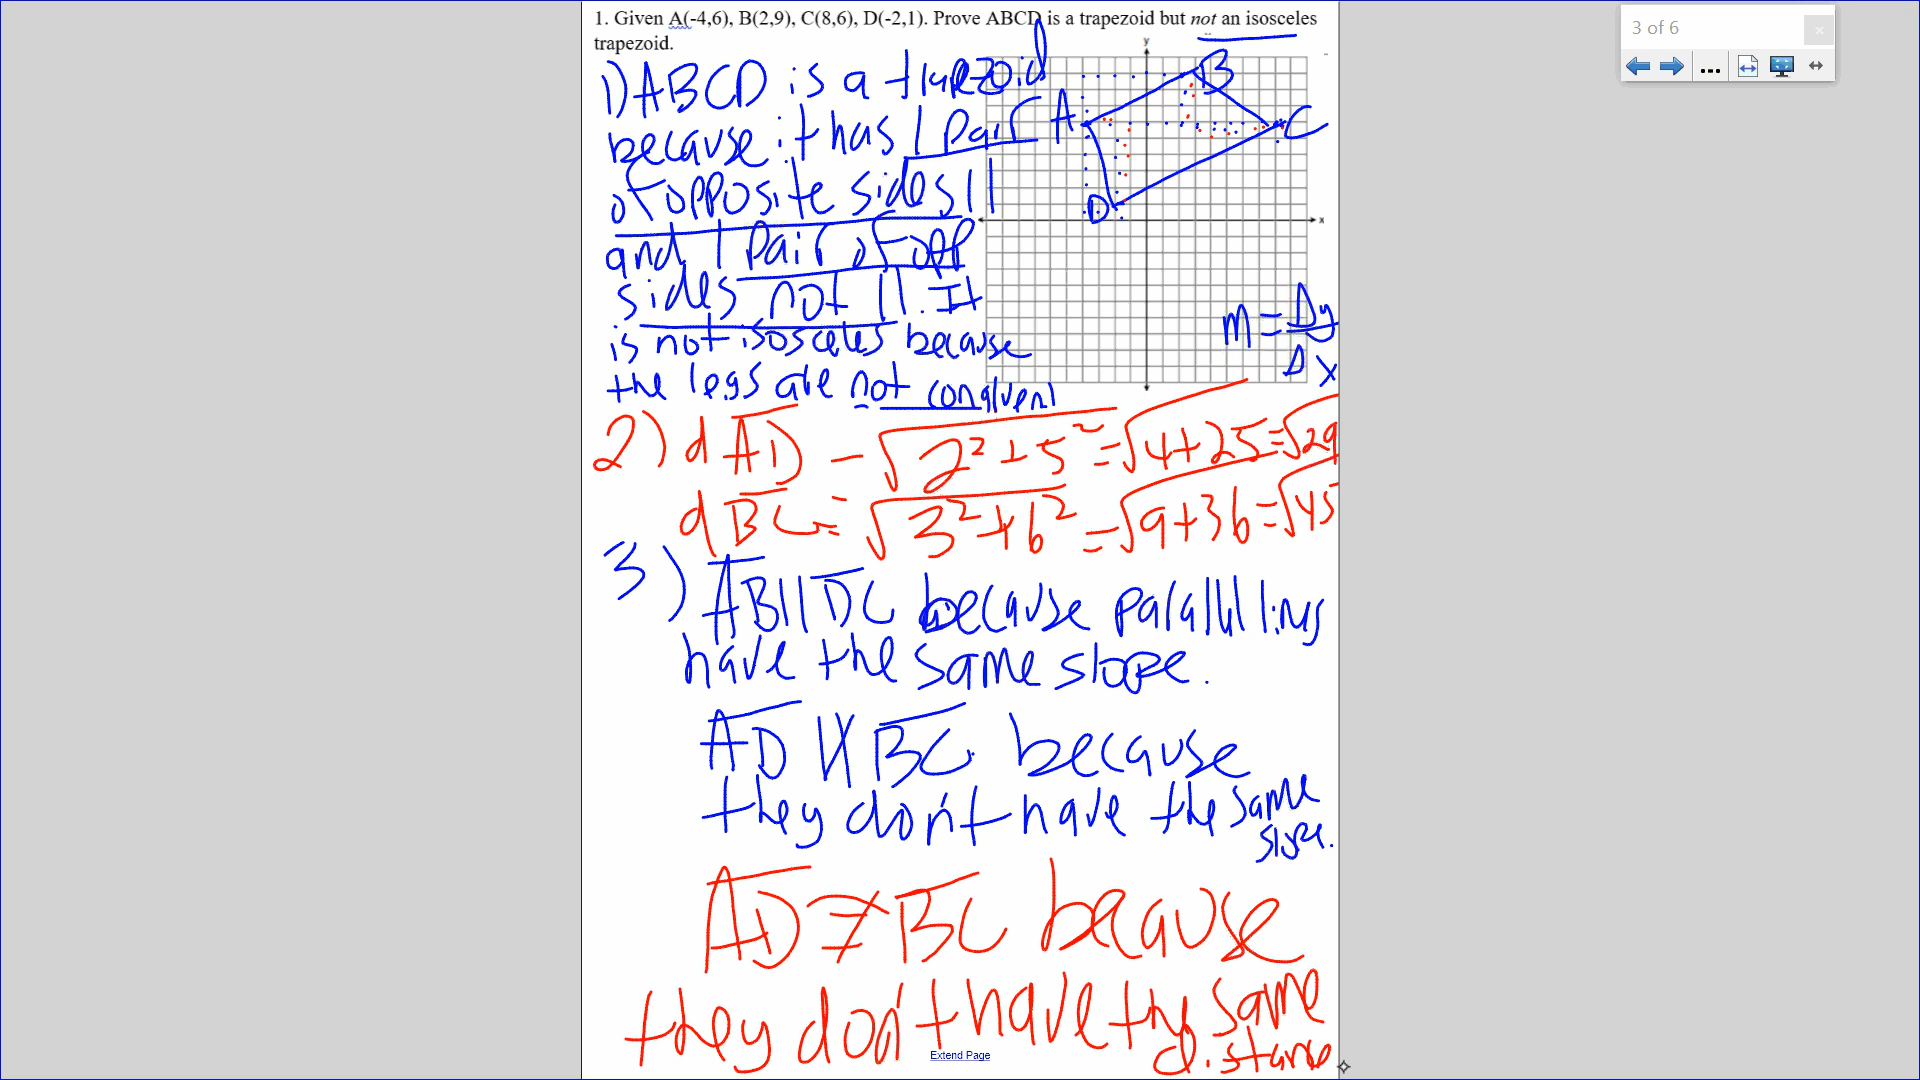 1. Given A(-4,6), B(2,9), C(8,6), D(-2,1). Prove ABCD is a trapezoid but not an isosceles
trapezoid.
3 of 6
y
x
A
B
C
D
1) ABCD is a trapezoid
because it has 1 pair
of opposite sides ||
and 1 pair of opp
sides not ||. It
is not isosceles because
the legs are not congruent
m = Δy
Δx
2) d AD = √2² + 5² = √4+25 = √29
d BC = √3² + 6² = √9+36 = √45
3) AB || DC because parallel lines
have the same slope.
AD ∦ BC because
they don't have the same
slope.
AD ≇ BC because
they don't have the same
distance
Extend Page